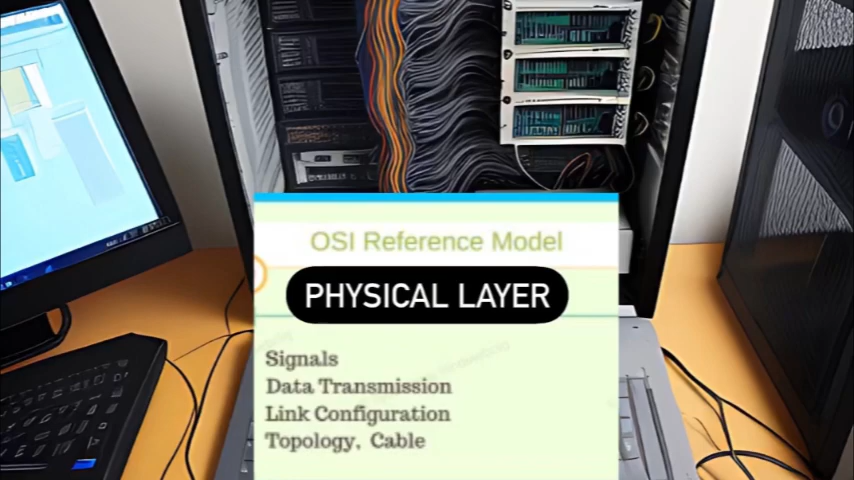 OSI Reference Model
PHYSICAL LAYER
Signals
Data Transmission
Link Configuration
Topology, Cable